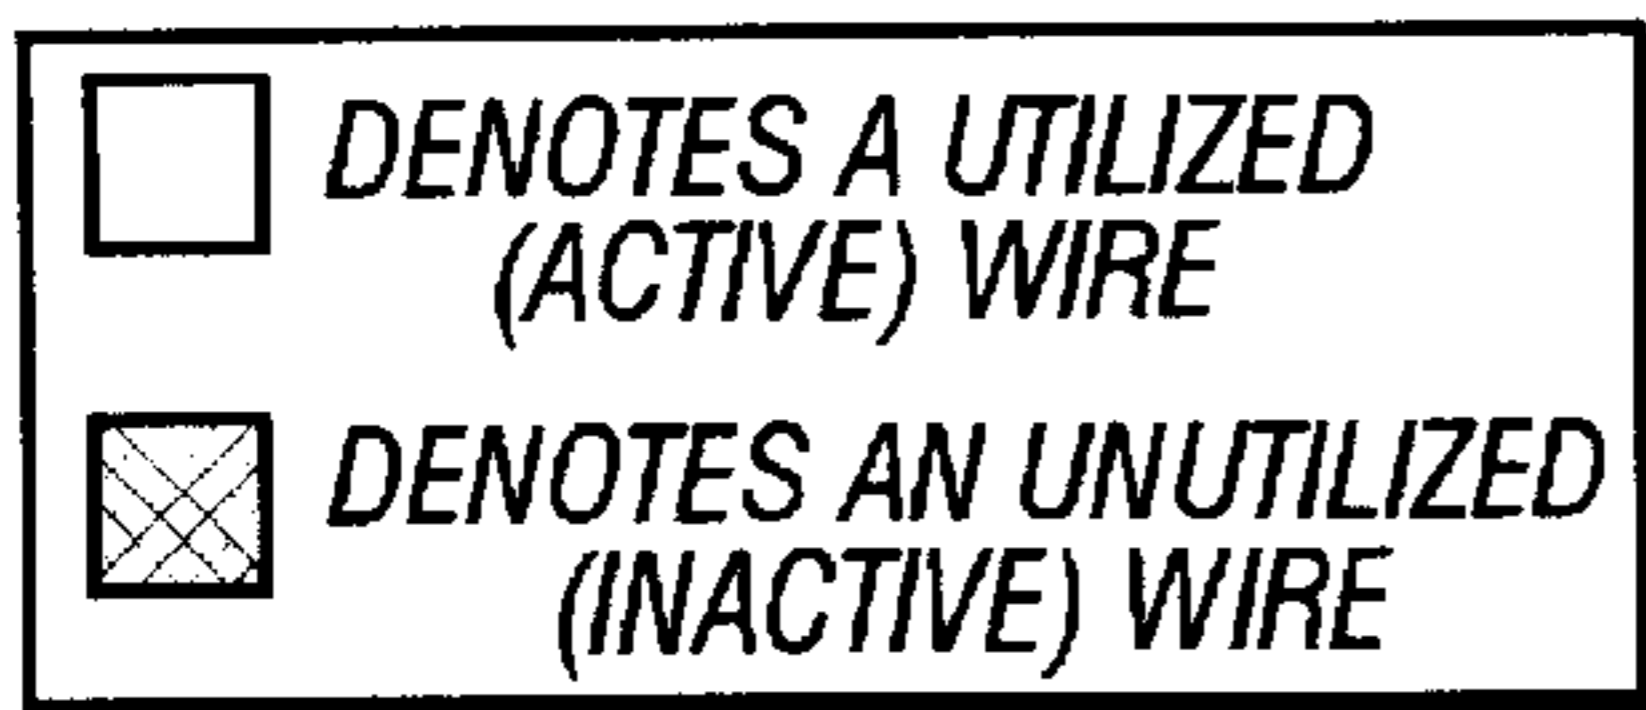 DENOTES A UTILIZED
(ACTIVE) WIRE
DENOTES AN UNUTILIZED
(INACTIVE) WIRE